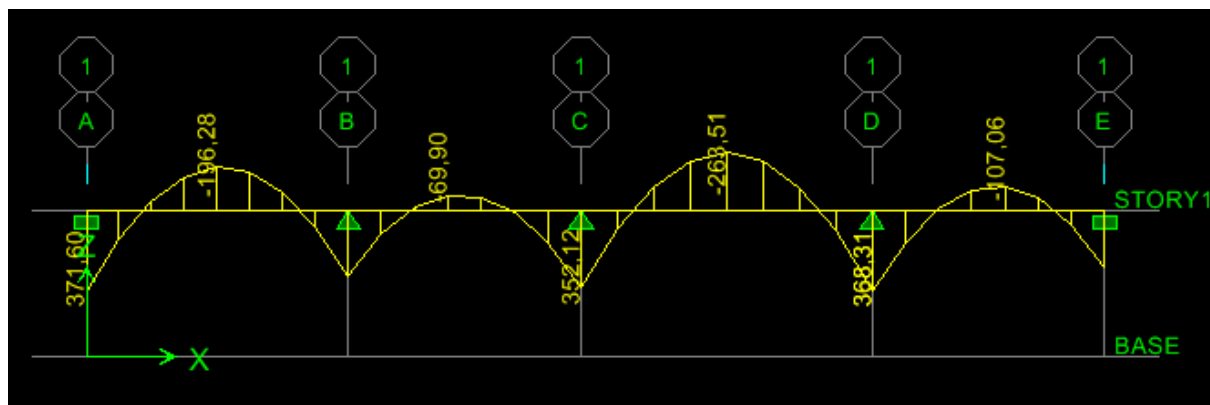 1 1 1 1 1
A B C D E
-196,28
-69,90
-263,51
-107,06
STORY1
371,60
352,12
368,31
Z
X
BASE